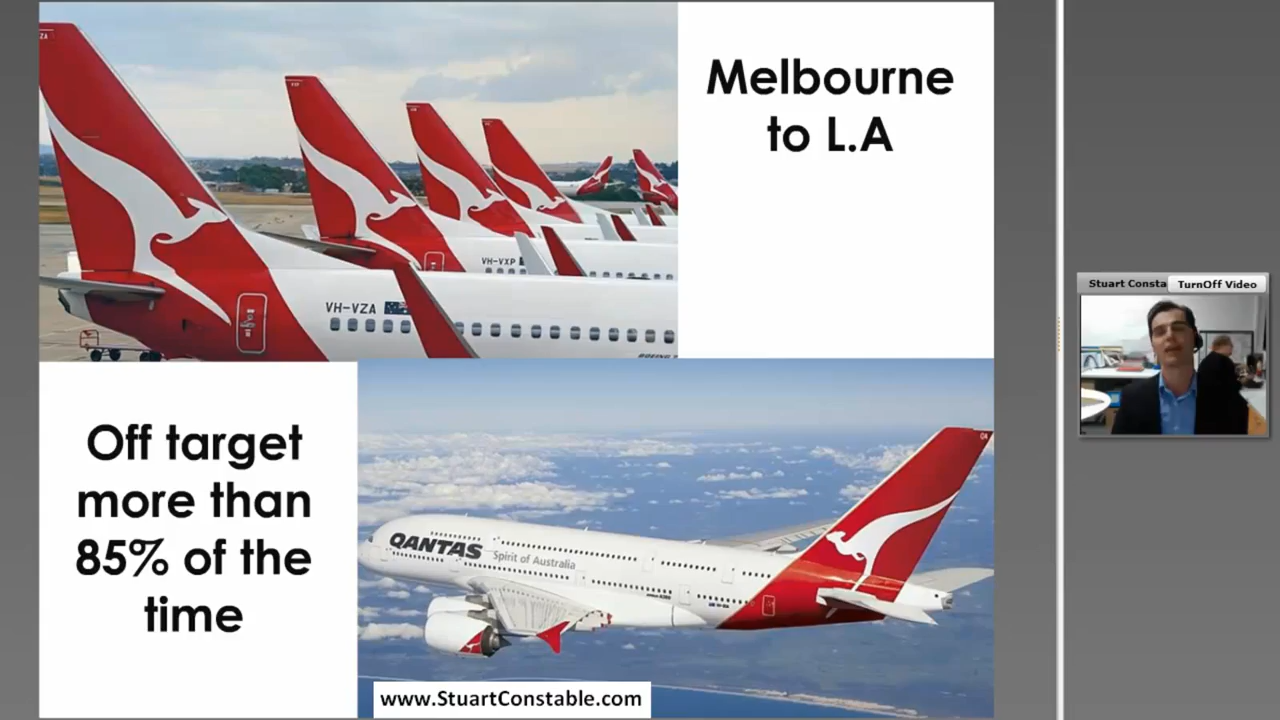 Melbourne
to L.A
VH-VXP
VH-VZA
Off target
more than
85% of the
time
QANTAS Spirit of Australia
www.StuartConstable.com
Stuart Consta
TurnOff Video